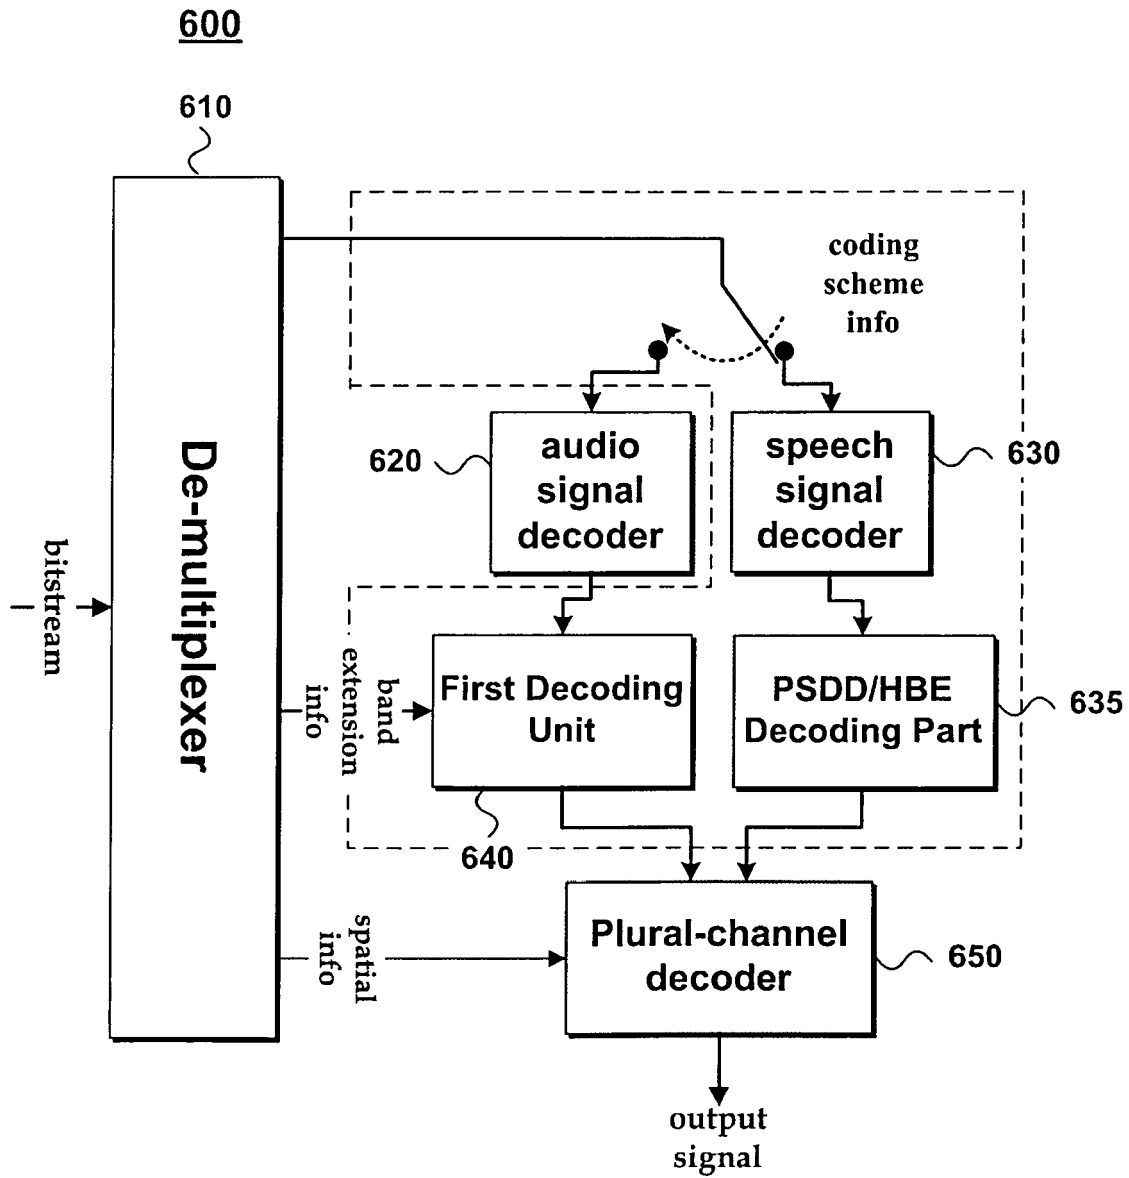 600
610
coding
scheme
info
De-multiplexer
bitstream
620
audio
signal
decoder
speech
signal
decoder
630
band
extension
info
First Decoding
Unit
PSDD/HBE
Decoding Part
635
640
spatial
info
Plural-channel
decoder
650
output
signal